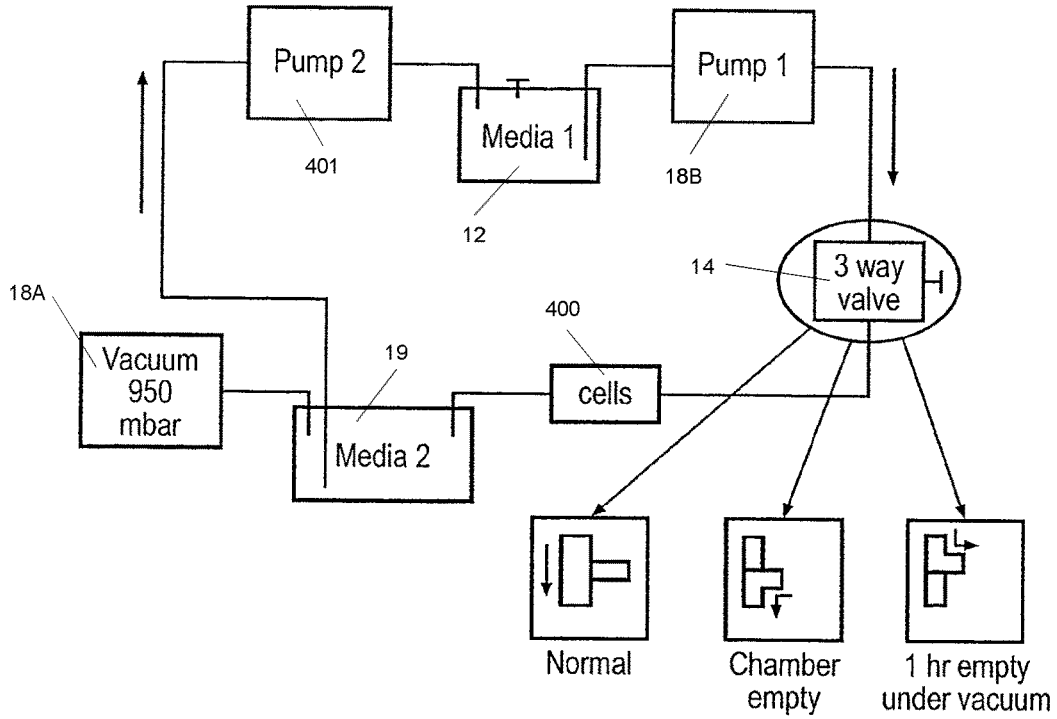 Pump 2
Pump 1
Media 1
401
18B
12
14
3 way
valve
18A
400
19
Vacuum
950
mbar
cells
Media 2
Normal
Chamber
empty
1 hr empty
under vacuum